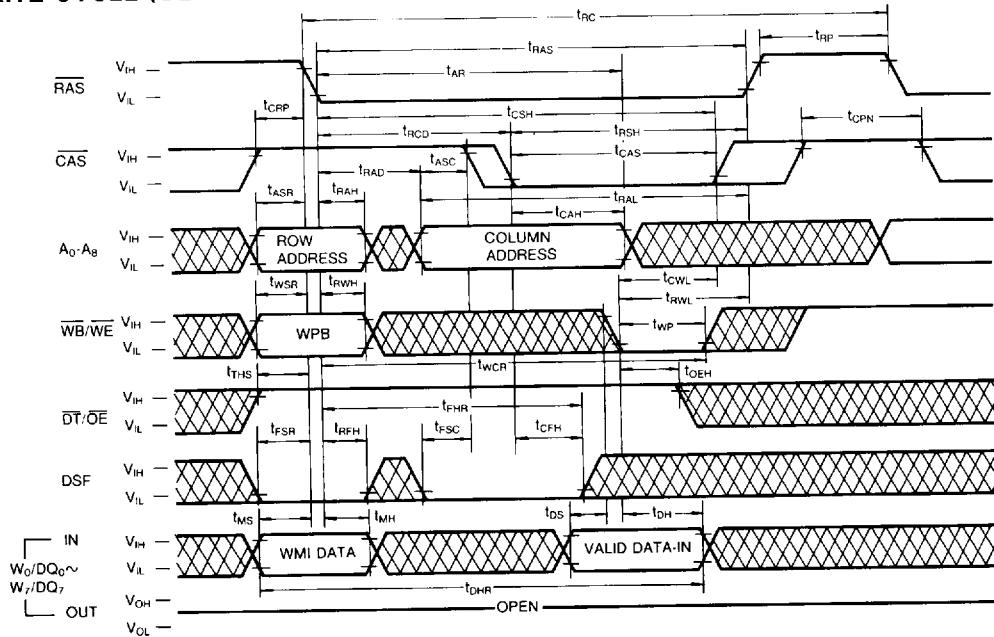 CYCLE
tRC
tRP
tRAS
tAR
RAS
VIH
VIL
tCRP
tCSH
tRCD
tRSH
tCPN
CAS
VIH
VIL
tASC
tCAS
tRAD
tASR
tRAH
tRAL
tCAH
A0-A8
VIH
VIL
ROW ADDRESS
COLUMN ADDRESS
tCWL
tWSR
tRWH
tRWL
WB/WE
VIH
VIL
WPB
tWP
tWCR
tTHS
tOEH
DT/OE
VIH
VIL
tFHR
tFSR
tRFH
tFSC
tCFH
DSF
VIH
VIL
tMS
tMH
tDS
tDH
IN
W0/DQ0~
W7/DQ7
OUT
VIH
VIL
WMI DATA
VALID DATA-IN
tDHR
VOH
VOL
OPEN